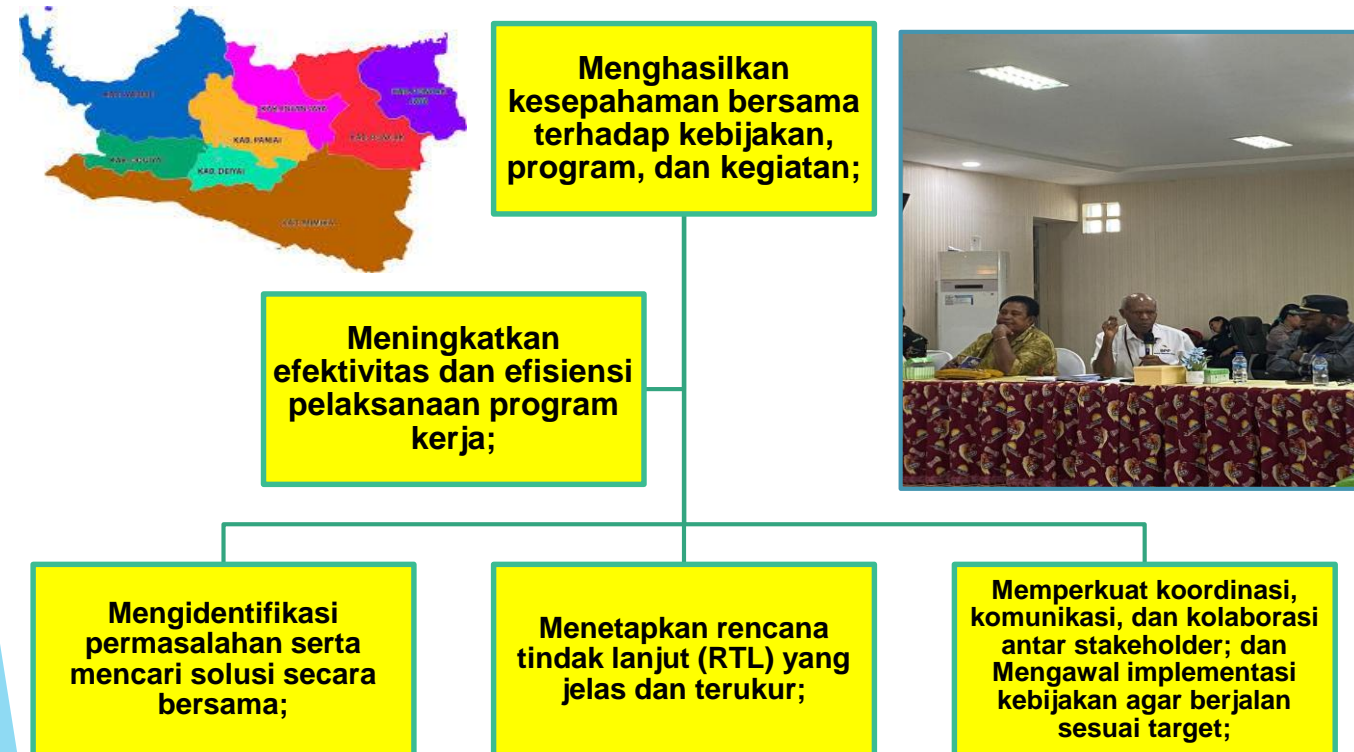 KAB. PANIAI
KAB. DEIYAI
Menghasilkan
kesepahaman bersama
terhadap kebijakan,
program, dan kegiatan;
Meningkatkan
efektivitas dan efisiensi
pelaksanaan program
kerja;
Mengidentifikasi
permasalahan serta
mencari solusi secara
bersama;
Menetapkan rencana
tindak lanjut (RTL) yang
jelas dan terukur;
Memperkuat koordinasi,
komunikasi, dan kolaborasi
antar stakeholder; dan
Mengawal implementasi
kebijakan agar berjalan
sesuai target;